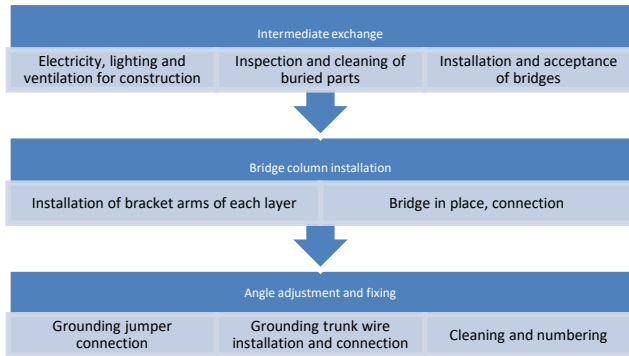 Intermediate exchange
Electricity, lighting and
ventilation for construction
Inspection and cleaning of
buried parts
Installation and acceptance
of bridges
Bridge column installation
Installation of bracket arms of each layer
Bridge in place, connection
Angle adjustment and fixing
Grounding jumper
connection
Grounding trunk wire
installation and connection
Cleaning and numbering